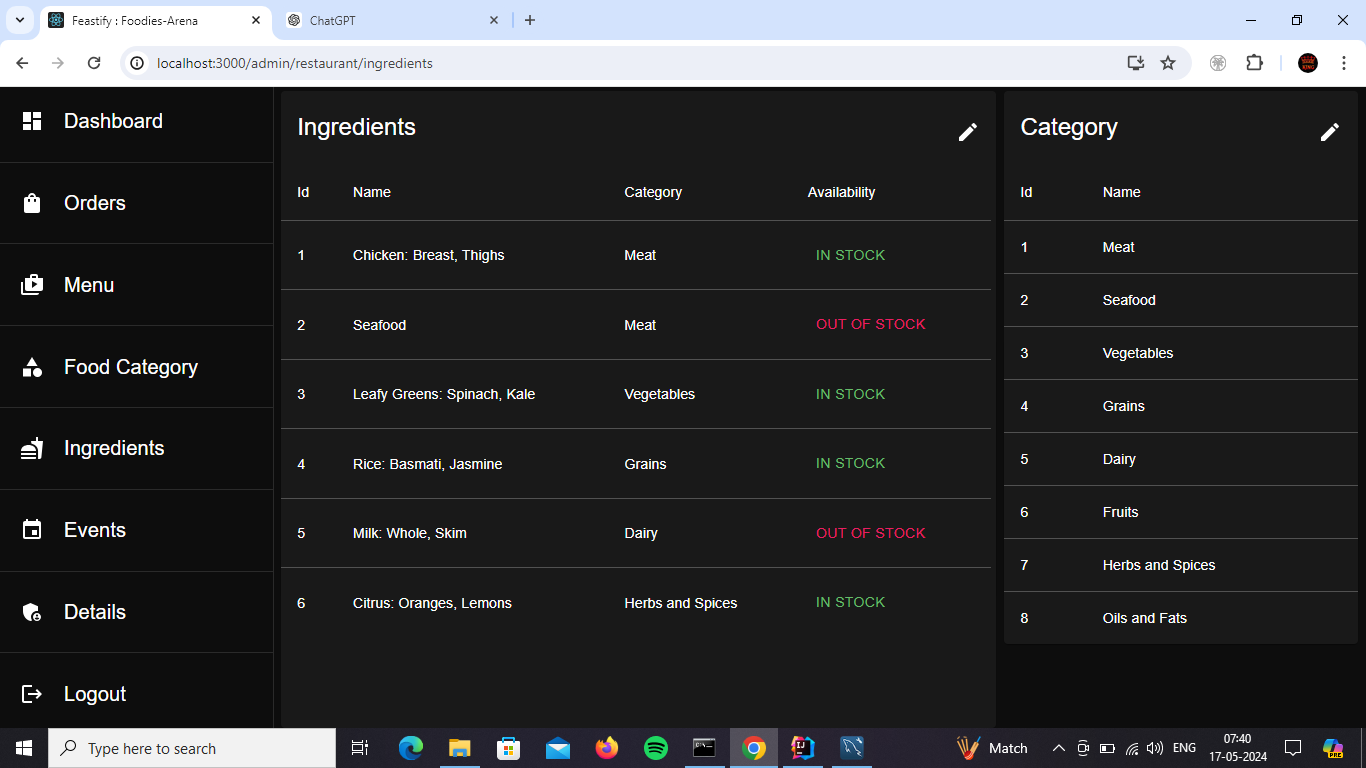 Feastify : Foodies-Arena
ChatGPT
localhost:3000/admin/restaurant/ingredients
Dashboard
Orders
Menu
Food Category
Ingredients
Events
Details
Logout
Ingredients
Id Name Category Availability
1 Chicken: Breast, Thighs Meat IN STOCK
2 Seafood Meat OUT OF STOCK
3 Leafy Greens: Spinach, Kale Vegetables IN STOCK
4 Rice: Basmati, Jasmine Grains IN STOCK
5 Milk: Whole, Skim Dairy OUT OF STOCK
6 Citrus: Oranges, Lemons Herbs and Spices IN STOCK
Category
Id Name
1 Meat
2 Seafood
3 Vegetables
4 Grains
5 Dairy
6 Fruits
7 Herbs and Spices
8 Oils and Fats
Type here to search
Match
ENG
07:40
17-05-2024
PRE